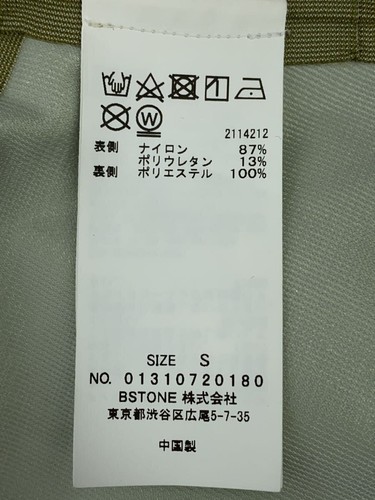 W
2114212
表側 ナイロン 87%
ポリウレタン 13%
裏側 ポリエステル 100%
SIZE S
NO. 01310720180
BSTONE 株式会社
東京都渋谷区広尾5-7-35
中国製